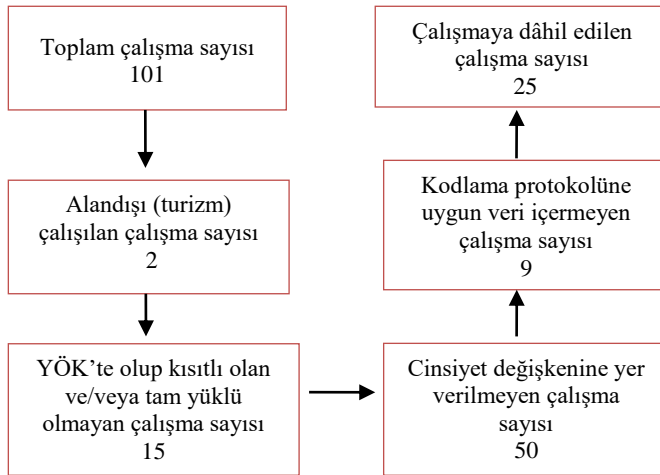 Toplam çalışma sayısı
101
Alandışı (turizm)
çalışılan çalışma sayısı
2
YÖK’te olup kısıtlı olan
ve/veya tam yüklü
olmayan çalışma sayısı
15
Cinsiyet değişkenine yer
verilmeyen çalışma
sayısı
50
Kodlama protokolüne
uygun veri içermeyen
çalışma sayısı
9
Çalışmaya dâhil edilen
çalışma sayısı
25